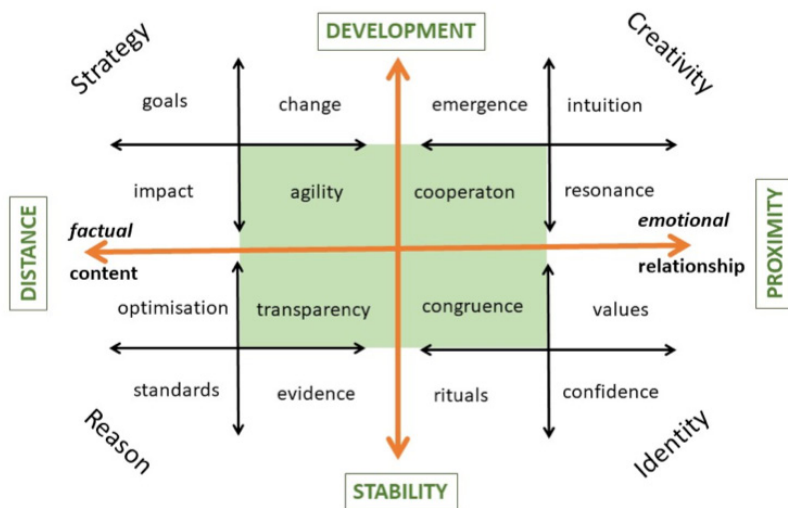 DEVELOPMENT
Strategy
Creativity
goals
change
emergence
intuition
impact
agility
cooperaton
resonance
DISTANCE
factual
emotional
PROXIMITY
content
relationship
optimisation
transparency
congruence
values
standards
evidence
rituals
confidence
Reason
Identity
STABILITY